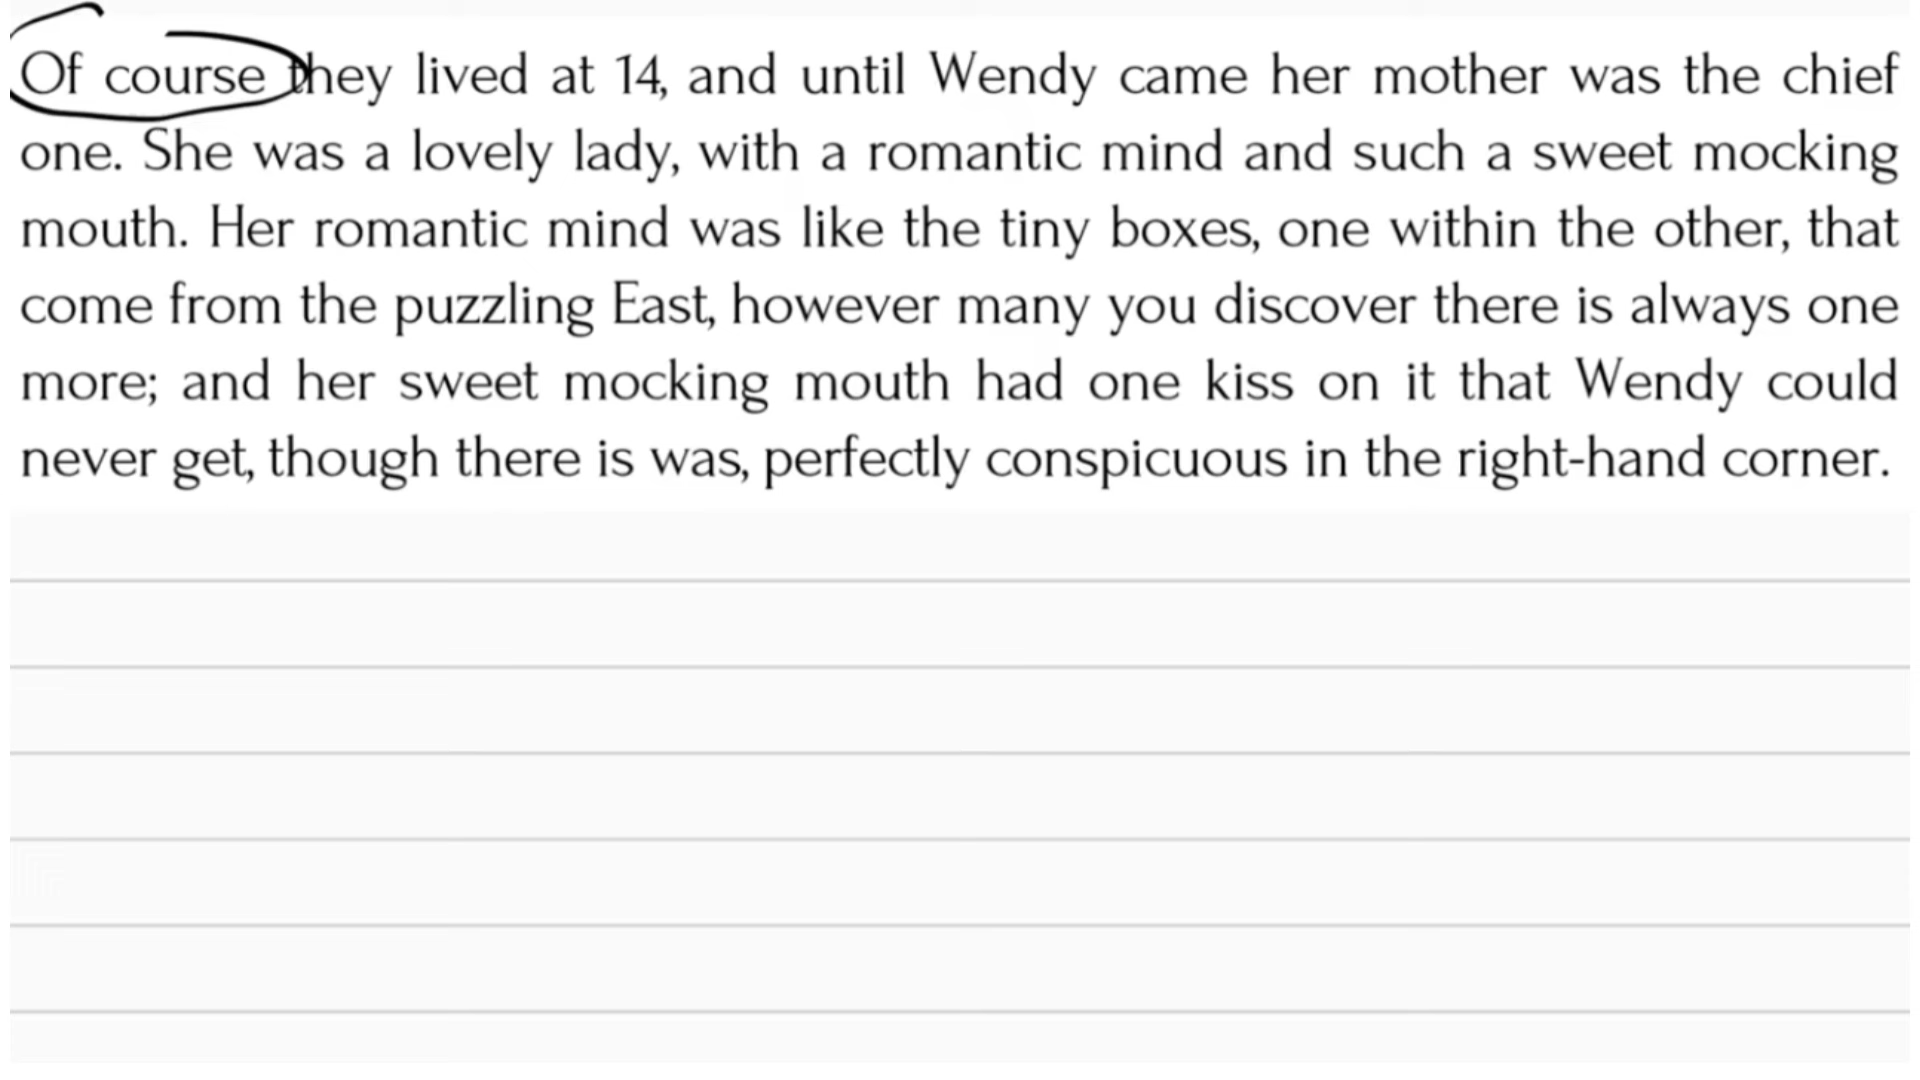 Of course they lived at 14, and until Wendy came her mother was the chief
one. She was a lovely lady, with a romantic mind and such a sweet mocking
mouth. Her romantic mind was like the tiny boxes, one within the other, that
come from the puzzling East, however many you discover there is always one
more; and her sweet mocking mouth had one kiss on it that Wendy could
never get, though there is was, perfectly conspicuous in the right-hand corner.